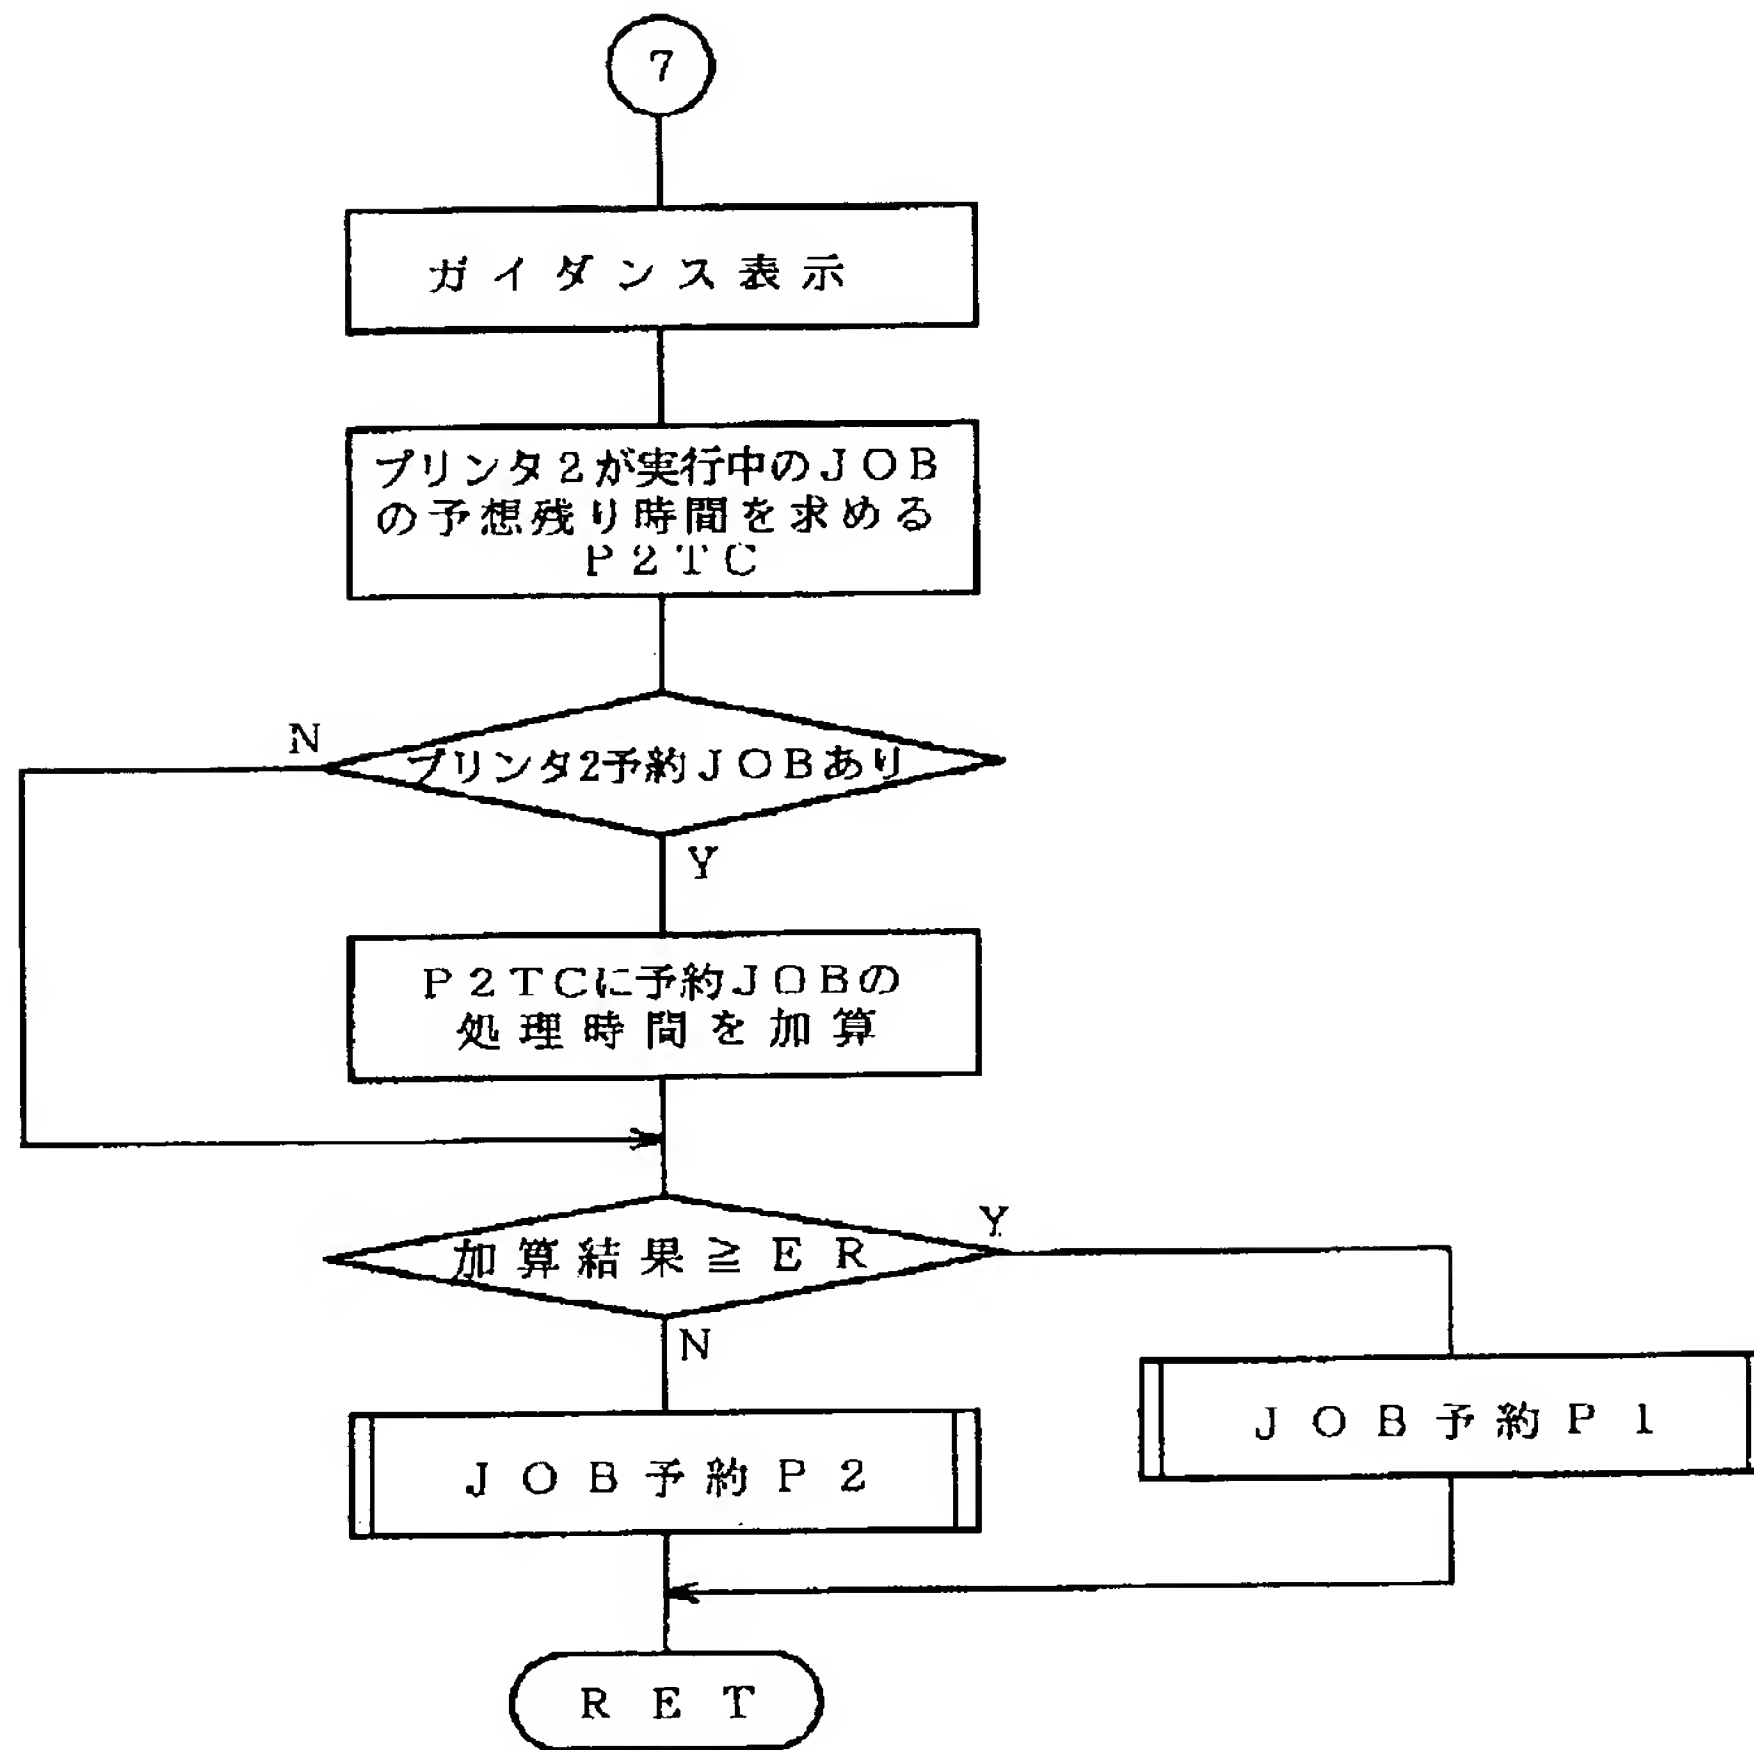 7
ガイダンス表示
プリンタ2が実行中のJOB
の予想残り時間を求める
P2TC
N
プリンタ2予約JOBあり
Y
P2TCに予約JOBの
処理時間を加算
Y
加算結果≧ER
N
JOB予約P1
JOB予約P2
RET